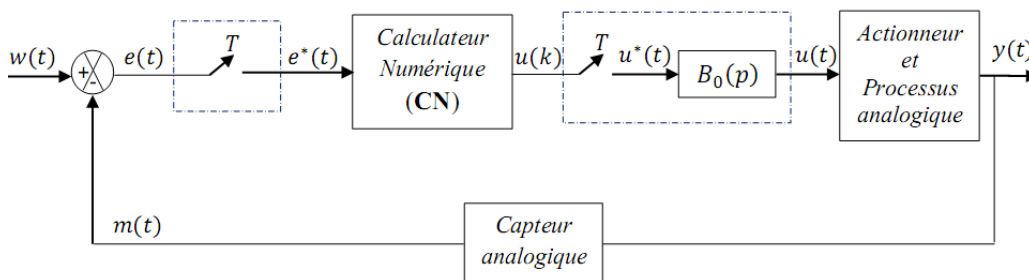 w(t)
+
-
e(t)
T
e*(t)
Calculateur
Numérique
(CN)
u(k)
T
u*(t)
B₀(p)
u(t)
Actionneur
et
Processus
analogique
y(t)
m(t)
Capteur
analogique